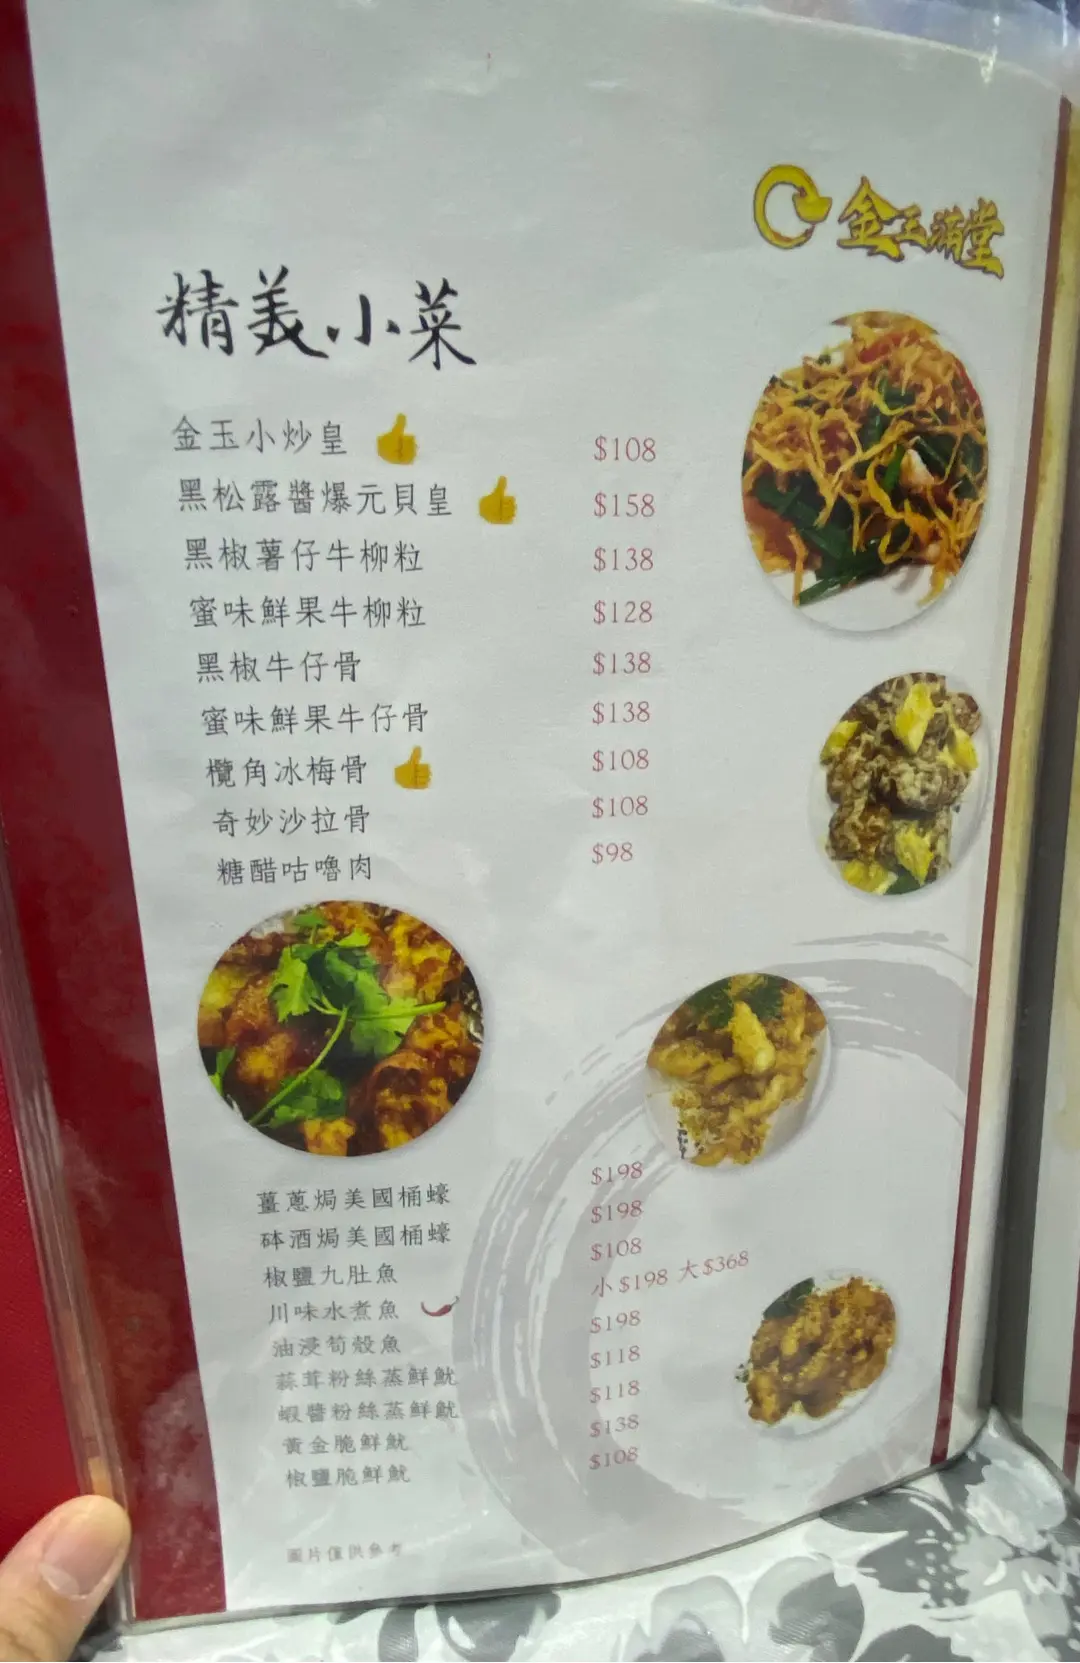 金玉滿堂
精美小菜
金玉小炒皇 $108
黑松露醬爆元貝皇 $158
黑椒薯仔牛柳粒 $138
蜜味鮮果牛柳粒 $128
黑椒牛仔骨 $138
蜜味鮮果牛仔骨 $138
欖角冰梅骨 $108
奇妙沙拉骨 $108
糖醋咕嚕肉 $98
薑蔥焗美國桶蠔 $198
砵酒焗美國桶蠔 $198
椒鹽九肚魚 $108
川味水煮魚 小 $198 大 $368
油浸筍殼魚 $198
蒜茸粉絲蒸鮮魷 $118
蝦醬粉絲蒸鮮魷 $118
黃金脆鮮魷 $138
椒鹽脆鮮魷 $108
圖片僅供參考